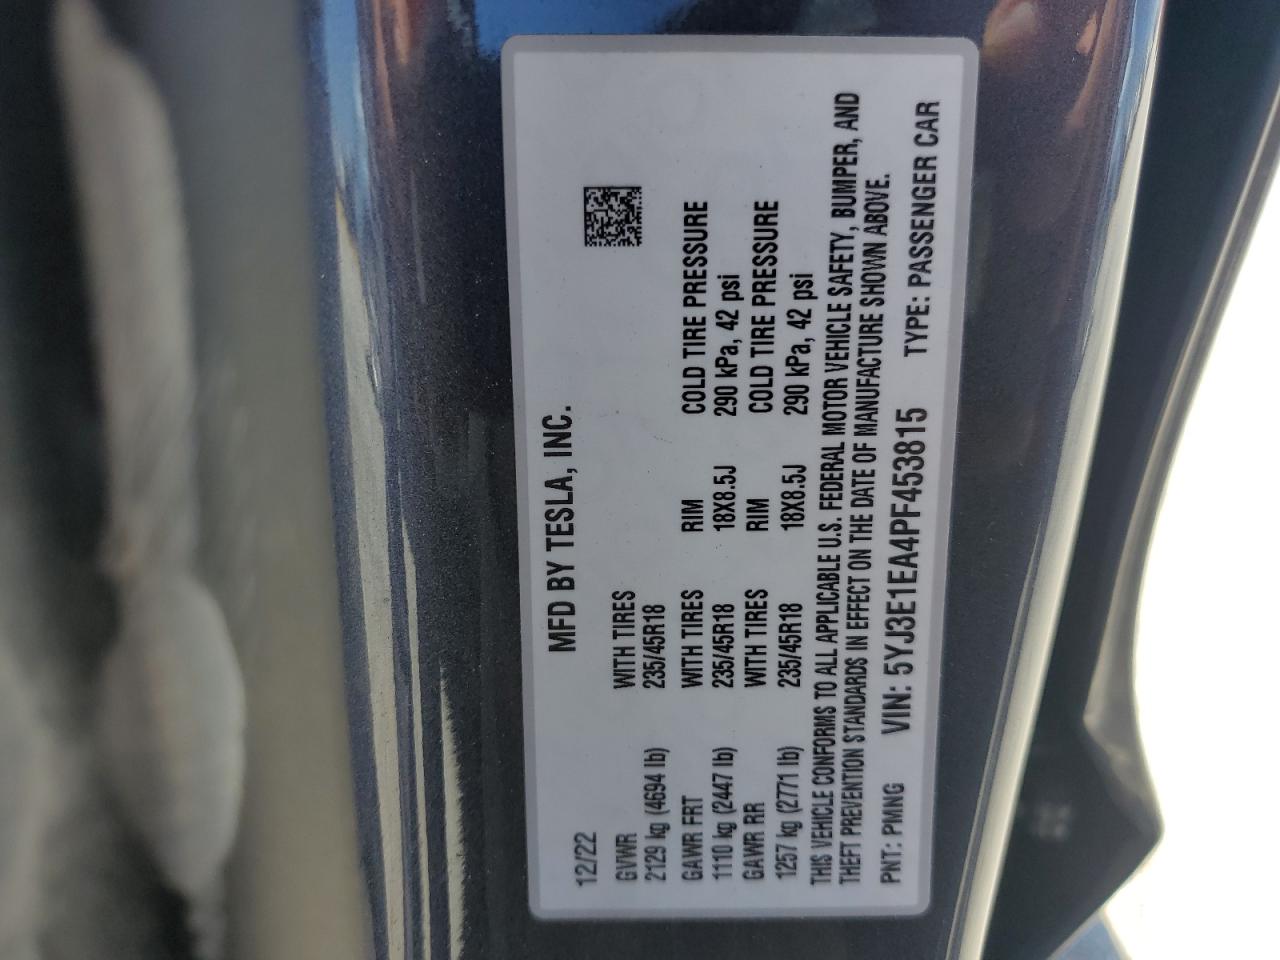 MFD BY TESLA, INC.
12/22
GVWR WITH TIRES
2129 kg (4694 lb) 235/45R18
GAWR FRT WITH TIRES RIM COLD TIRE PRESSURE
1110 kg (2447 lb) 235/45R18 18X8.5J 290 kPa, 42 psi
GAWR RR WITH TIRES RIM COLD TIRE PRESSURE
1257 kg (2771 lb) 235/45R18 18X8.5J 290 kPa, 42 psi
THIS VEHICLE CONFORMS TO ALL APPLICABLE U.S. FEDERAL MOTOR VEHICLE SAFETY, BUMPER, AND
THEFT PREVENTION STANDARDS IN EFFECT ON THE DATE OF MANUFACTURE SHOWN ABOVE.
PNT: PMNG VIN: 5YJ3E1EA4PF453815 TYPE: PASSENGER CAR